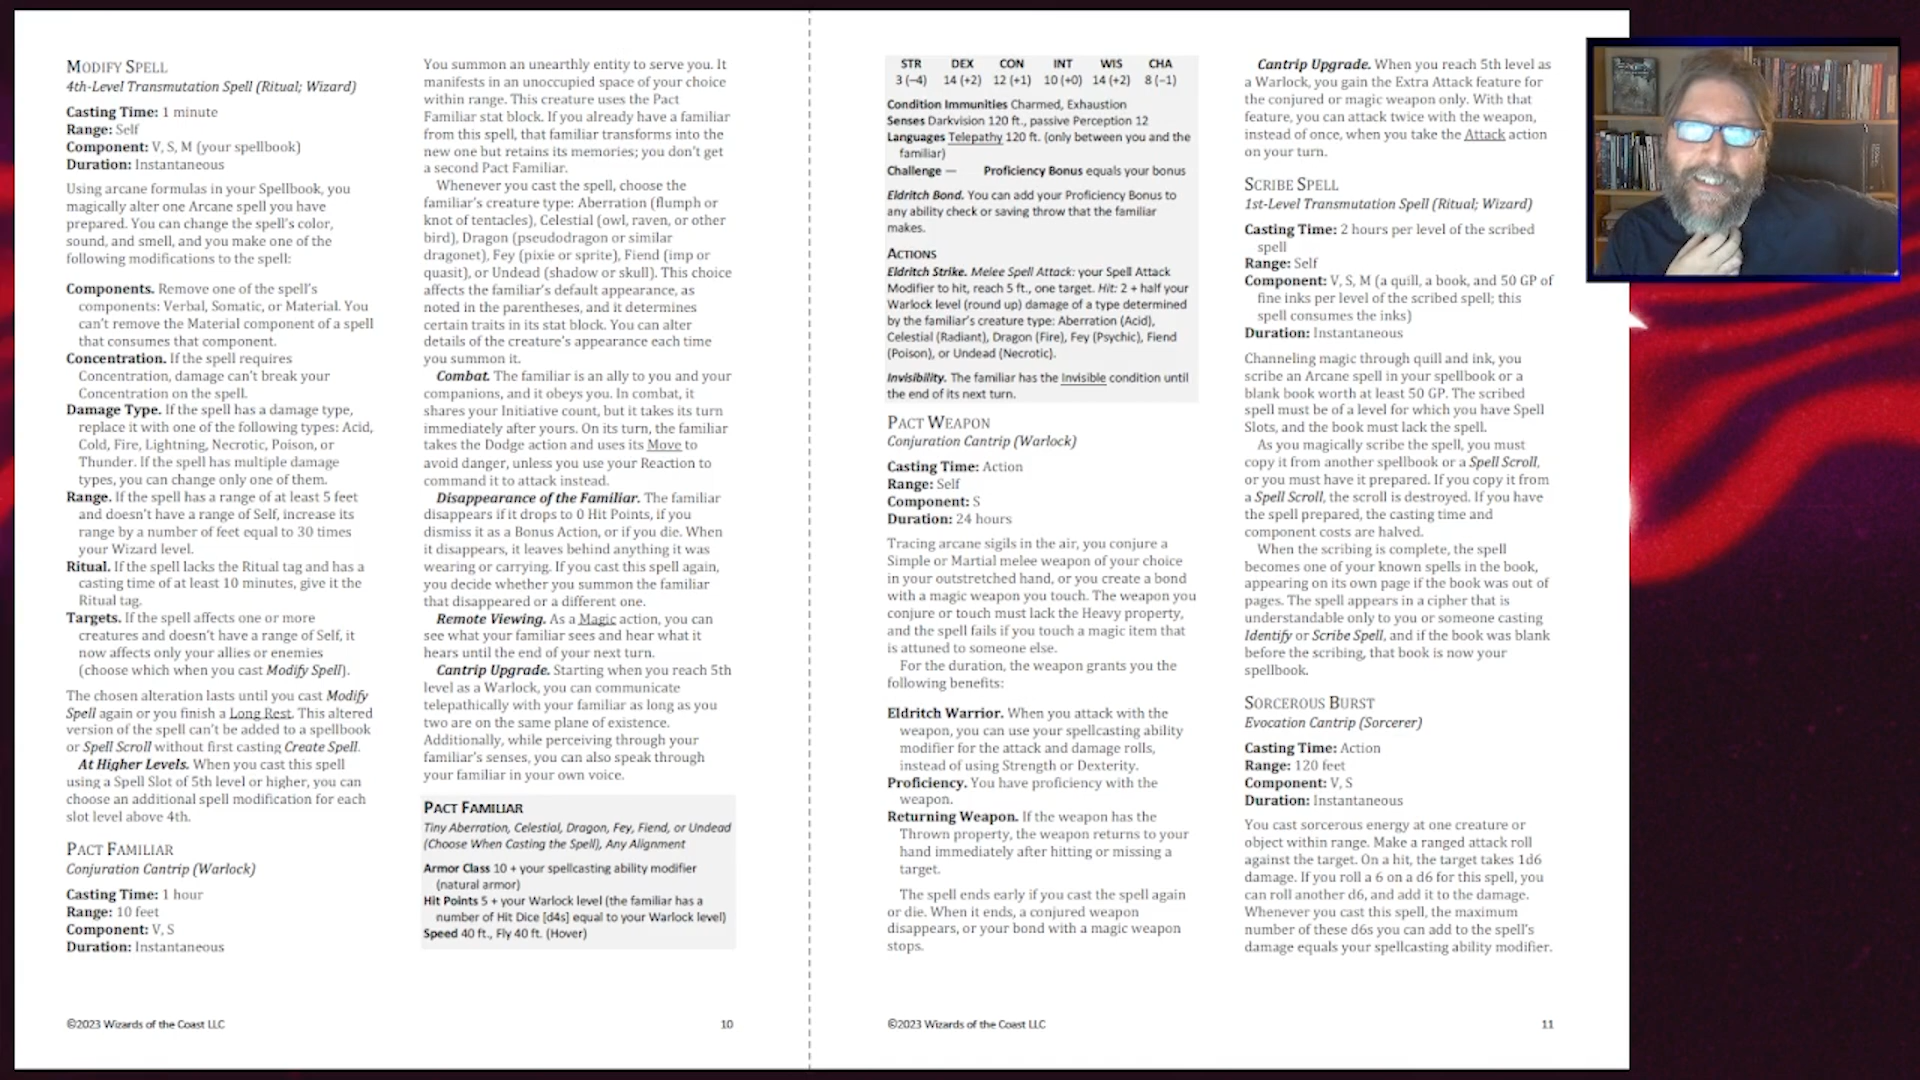 MODIFY SPELL
4th-Level Transmutation Spell (Ritual; Wizard)
Casting Time: 1 minute
Range: Self
Component: V, S, M (your spellbook)
Duration: Instantaneous
Using arcane formulas in your Spellbook, you
magically alter one Arcane spell you have
prepared. You can change the spell's color,
sound, and smell, and you make one of the
following modifications to the spell:
Components. Remove one of the spell's
components: Verbal, Somatic, or Material. You
can't remove the Material component of a spell
that consumes that component.
Concentration. If the spell requires
Concentration, damage can't break your
Concentration on the spell.
Damage Type. If the spell has a damage type,
replace it with one of the following types: Acid,
Cold, Fire, Lightning, Necrotic, Poison, or
Thunder. If the spell has multiple damage
types, you can change only one of them.
Range. If the spell has a range of at least 5 feet
and doesn't have a range of Self, increase its
range by a number of feet equal to 30 times
your Wizard level.
Ritual. If the spell lacks the Ritual tag and has a
casting time of at least 10 minutes, give it the
Ritual tag.
Targets. If the spell affects one or more
creatures and doesn't have a range of Self, it
now affects only your allies or enemies
(choose which when you cast Modify Spell).
The chosen alteration lasts until you cast Modify
Spell again or you finish a Long Rest. This altered
version of the spell can't be added to a spellbook
or Spell Scroll without first casting Create Spell.
At Higher Levels. When you cast this spell
using a Spell Slot of 5th level or higher, you can
choose an additional spell modification for each
slot level above 4th.
PACT FAMILIAR
Conjuration Cantrip (Warlock)
Casting Time: 1 hour
Range: 10 feet
Component: V, S
Duration: Instantaneous
You summon an unearthly entity to serve you. It
manifests in an unoccupied space of your choice
within range. This creature uses the Pact
Familiar stat block. If you already have a familiar
from this spell, that familiar transforms into the
new one but retains its memories; you don't get
a second Pact Familiar.
Whenever you cast the spell, choose the
familiar's creature type: Aberration (flumph or
knot of tentacles), Celestial (owl, raven, or other
bird), Dragon (pseudodragon or similar
dragonet), Fey (pixie or sprite), Fiend (imp or
quasit), or Undead (shadow or skull). This choice
affects the familiar's default appearance, as
noted in the parentheses, and it determines
certain traits in its stat block. You can alter
details of the creature's appearance each time
you summon it.
Combat. The familiar is an ally to you and your
companions, and it obeys you. In combat, it
shares your Initiative count, but it takes its turn
immediately after yours. On its turn, the familiar
takes the Dodge action and uses its Move to
avoid danger, unless you use your Reaction to
command it to attack instead.
Disappearance of the Familiar. The familiar
disappears if it drops to 0 Hit Points, if you
dismiss it as a Bonus Action, or if you die. When
it disappears, it leaves behind anything it was
wearing or carrying. If you cast this spell again,
you decide whether you summon the familiar
that disappeared or a different one.
Remote Viewing. As a Magic action, you can
see what your familiar sees and hear what it
hears until the end of your next turn.
Cantrip Upgrade. Starting when you reach 5th
level as a Warlock, you can communicate
telepathically with your familiar as long as you
two are on the same plane of existence.
Additionally, while perceiving through your
familiar's senses, you can also speak through
your familiar in your own voice.
PACT FAMILIAR
Tiny Aberration, Celestial, Dragon, Fey, Fiend, or Undead
(Choose When Casting the Spell), Any Alignment
Armor Class 10 + your spellcasting ability modifier
(natural armor)
Hit Points 5 + your Warlock level (the familiar has a
number of Hit Dice [d4s] equal to your Warlock level)
Speed 40 ft., Fly 40 ft. (Hover)
©2023 Wizards of the Coast LLC 10
STR DEX CON INT WIS CHA
3 (–4) 14 (+2) 12 (+1) 10 (+0) 14 (+2) 8 (–1)
Condition Immunities Charmed, Exhaustion
Senses Darkvision 120 ft., passive Perception 12
Languages Telepathy 120 ft. (only between you and the
familiar)
Challenge — Proficiency Bonus equals your bonus
Eldritch Bond. You can add your Proficiency Bonus to
any ability check or saving throw that the familiar
makes.
ACTIONS
Eldritch Strike. Melee Spell Attack: your Spell Attack
Modifier to hit, reach 5 ft., one target. Hit: 2 + half your
Warlock level (round up) damage of a type determined
by the familiar's creature type: Aberration (Acid),
Celestial (Radiant), Dragon (Fire), Fey (Psychic), Fiend
(Poison), or Undead (Necrotic).
Invisibility. The familiar has the Invisible condition until
the end of its next turn.
PACT WEAPON
Conjuration Cantrip (Warlock)
Casting Time: Action
Range: Self
Component: S
Duration: 24 hours
Tracing arcane sigils in the air, you conjure a
Simple or Martial melee weapon of your choice
in your outstretched hand, or you create a bond
with a magic weapon you touch. The weapon you
conjure or touch must lack the Heavy property,
and the spell fails if you touch a magic item that
is attuned to someone else.
For the duration, the weapon grants you the
following benefits:
Eldritch Warrior. When you attack with the
weapon, you can use your spellcasting ability
modifier for the attack and damage rolls,
instead of using Strength or Dexterity.
Proficiency. You have proficiency with the
weapon.
Returning Weapon. If the weapon has the
Thrown property, the weapon returns to your
hand immediately after hitting or missing a
target.
The spell ends early if you cast the spell again
or die. When it ends, a conjured weapon
disappears, or your bond with a magic weapon
stops.
Cantrip Upgrade. When you reach 5th level as
a Warlock, you gain the Extra Attack feature for
the conjured or magic weapon only. With that
feature, you can attack twice with the weapon,
instead of once, when you take the Attack action
on your turn.
SCRIBE SPELL
1st-Level Transmutation Spell (Ritual; Wizard)
Casting Time: 2 hours per level of the scribed
spell
Range: Self
Component: V, S, M (a quill, a book, and 50 GP of
fine inks per level of the scribed spell; this
spell consumes the inks)
Duration: Instantaneous
Channeling magic through quill and ink, you
scribe an Arcane spell in your spellbook or a
blank book worth at least 50 GP. The scribed
spell must be of a level for which you have Spell
Slots, and the book must lack the spell.
As you magically scribe the spell, you must
copy it from another spellbook or a Spell Scroll,
or you must have it prepared. If you copy it from
a Spell Scroll, the scroll is destroyed. If you have
the spell prepared, the casting time and
component costs are halved.
When the scribing is complete, the spell
becomes one of your known spells in the book,
appearing on its own page if the book was out of
pages. The spell appears in a cipher that is
understandable only to you or someone casting
Identify or Scribe Spell, and if the book was blank
before the scribing, that book is now your
spellbook.
SORCEROUS BURST
Evocation Cantrip (Sorcerer)
Casting Time: Action
Range: 120 feet
Component: V, S
Duration: Instantaneous
You cast sorcerous energy at one creature or
object within range. Make a ranged attack roll
against the target. On a hit, the target takes 1d6
damage. If you roll a 6 on a d6 for this spell, you
can roll another d6, and add it to the damage.
Whenever you cast this spell, the maximum
number of these d6s you can add to the spell's
damage equals your spellcasting ability modifier.
©2023 Wizards of the Coast LLC 11